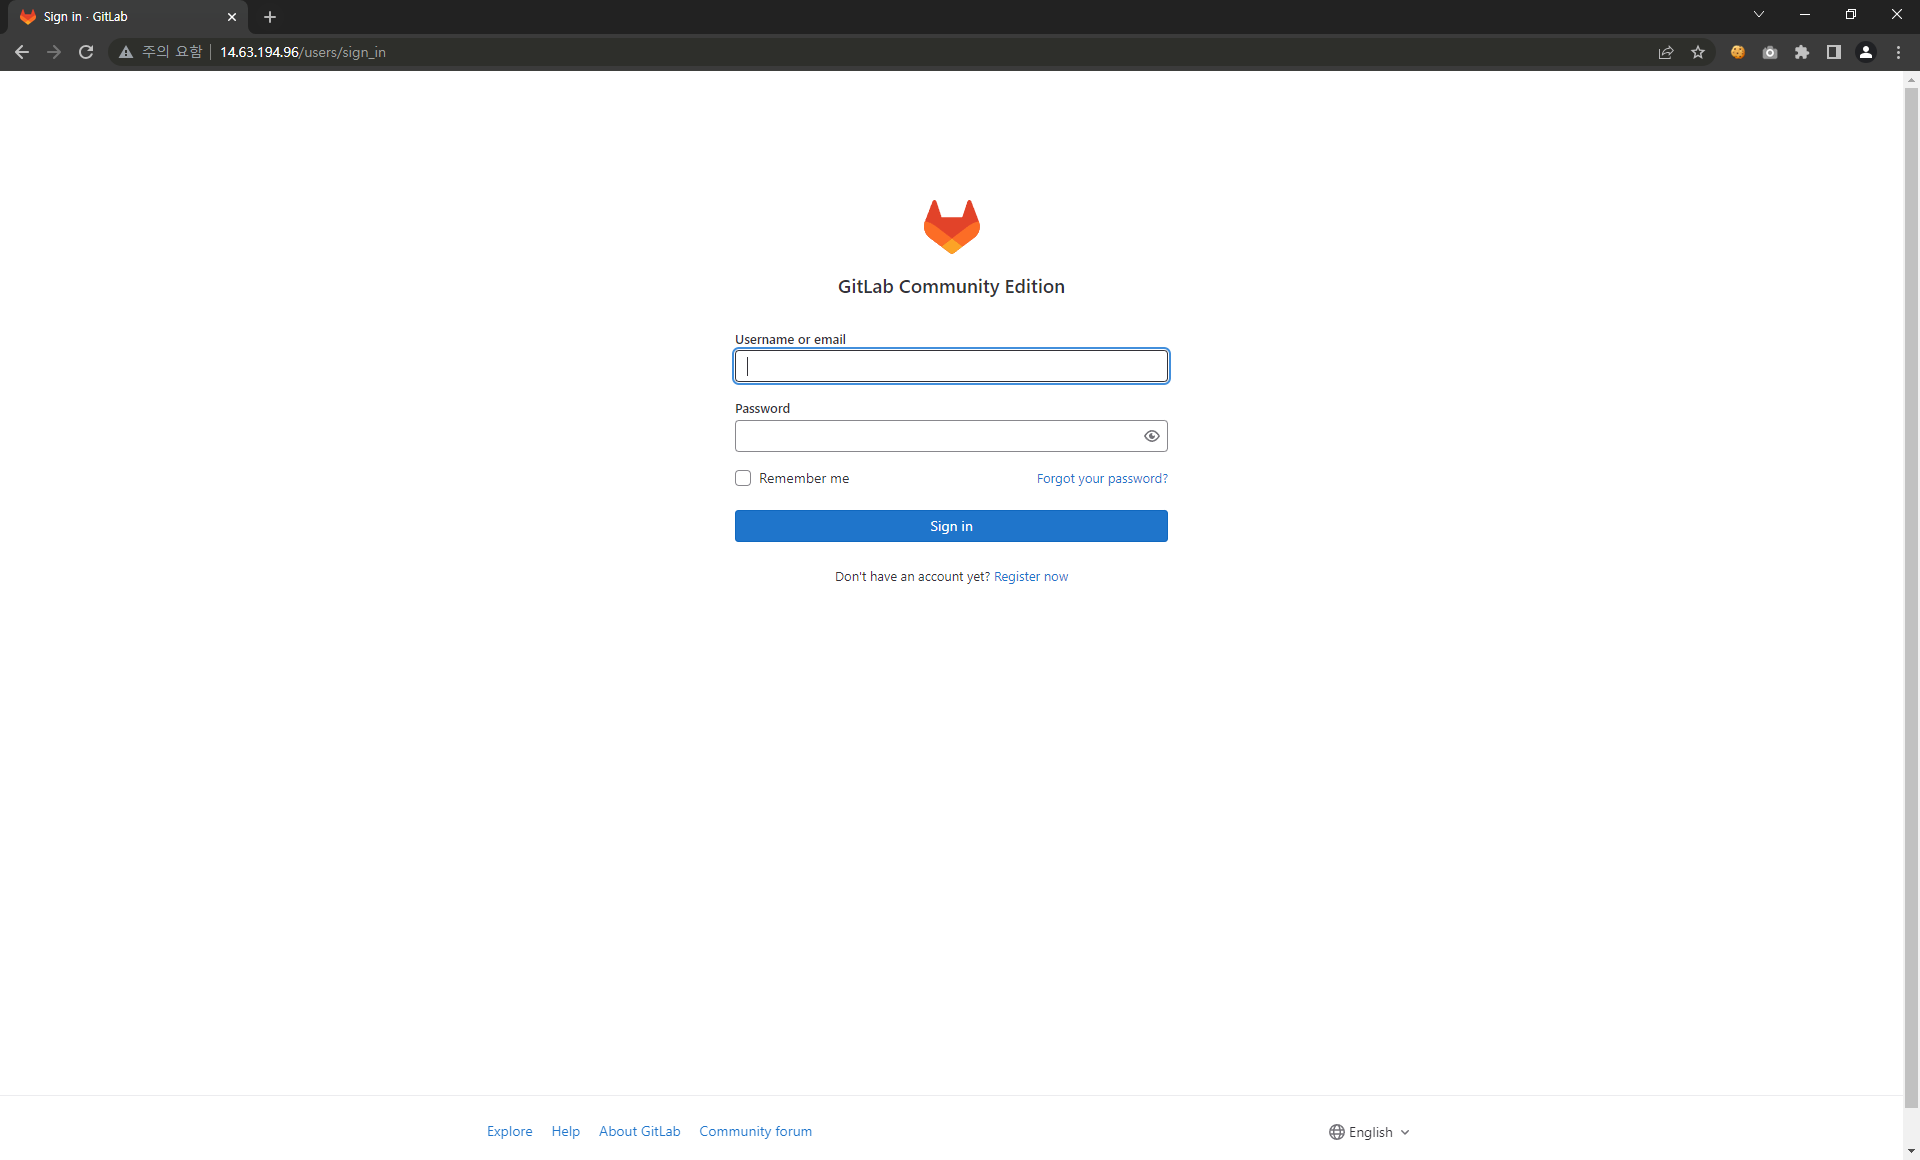 Sign in · GitLab
주의 요함 14.63.194.96/users/sign_in
GitLab Community Edition
Username or email
Password
Remember me Forgot your password?
Sign in
Don't have an account yet? Register now
Explore Help About GitLab Community forum English